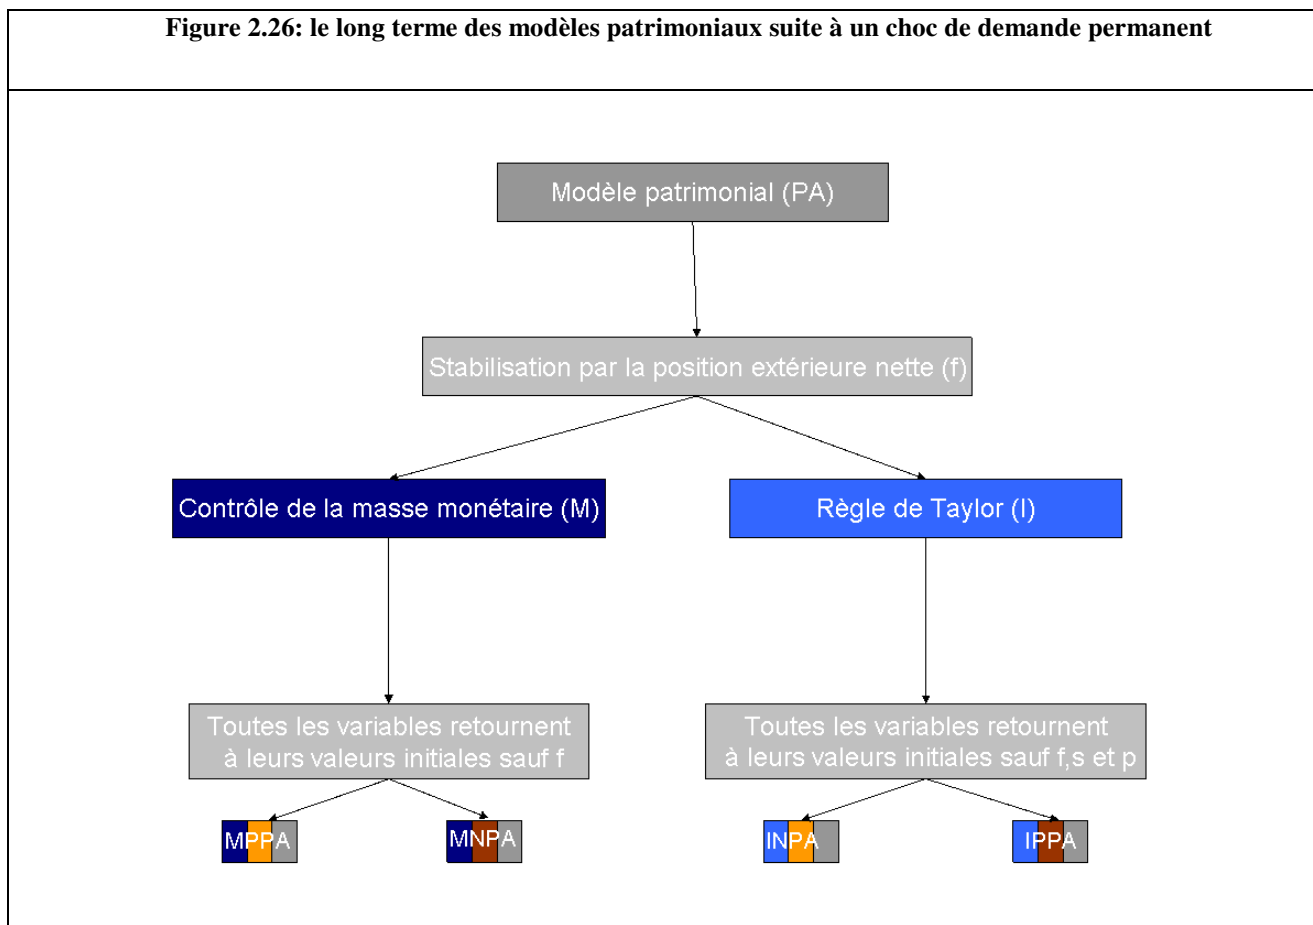 Figure 2.26: le long terme des modèles patrimoniaux suite à un choc de demande permanent
Modèle patrimonial (PA)
Stabilisation par la position extérieure nette (f)
Contrôle de la masse monétaire (M)
Règle de Taylor (I)
Toutes les variables retournent
à leurs valeurs initiales sauf f
Toutes les variables retournent
à leurs valeurs initiales sauf f,s et p
MPPA
MNPA
INPA
IPPA